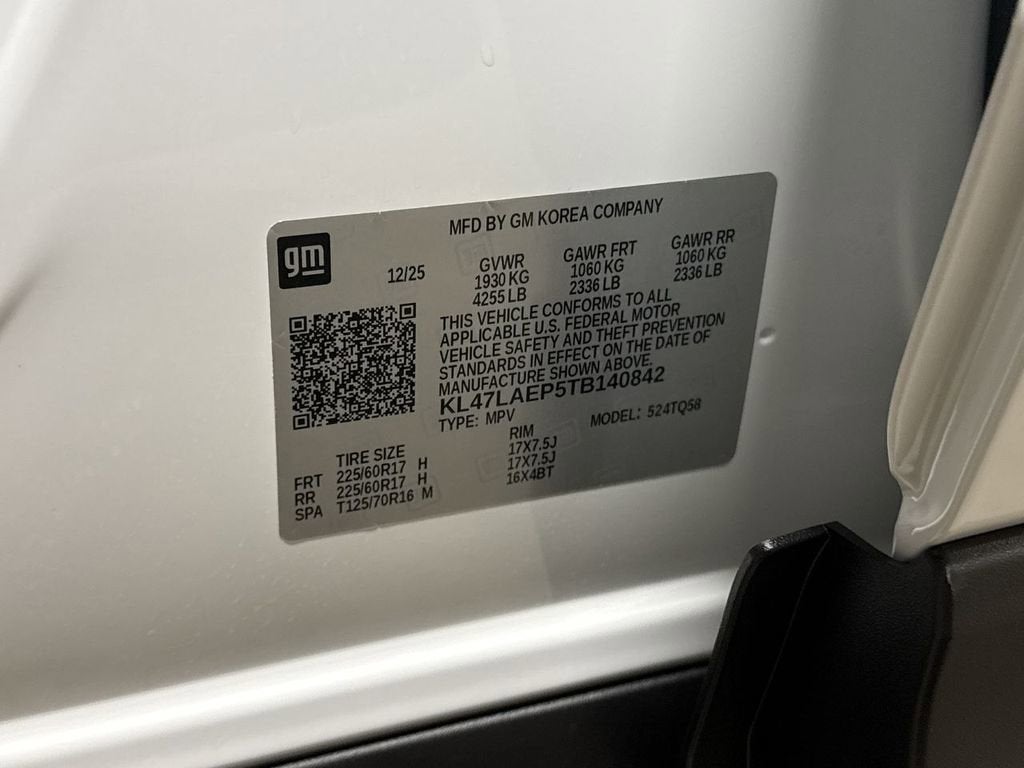 MFD BY GM KOREA COMPANY
gm
12/25 GVWR GAWR FRT GAWR RR
1930 KG 1060 KG 1060 KG
4255 LB 2336 LB 2336 LB
THIS VEHICLE CONFORMS TO ALL
APPLICABLE U.S. FEDERAL MOTOR
VEHICLE SAFETY AND THEFT PREVENTION
STANDARDS IN EFFECT ON THE DATE OF
MANUFACTURE SHOWN ABOVE.
KL47LAEP5TB140842
TYPE: MPV MODEL: 524TQ58
TIRE SIZE RIM
FRT 225/60R17 H 17X7.5J
RR 225/60R17 H 17X7.5J
SPA T125/70R16 M 16X4BT